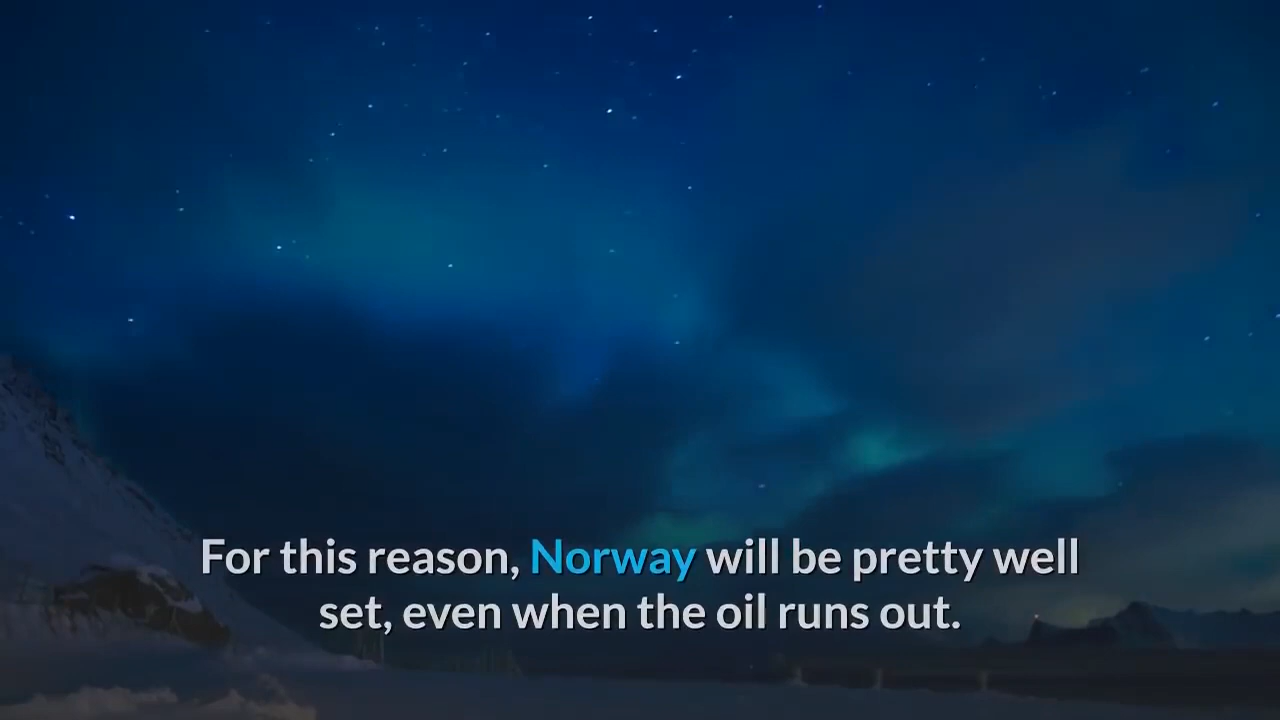 For this reason, Norway will be pretty well
set, even when the oil runs out.